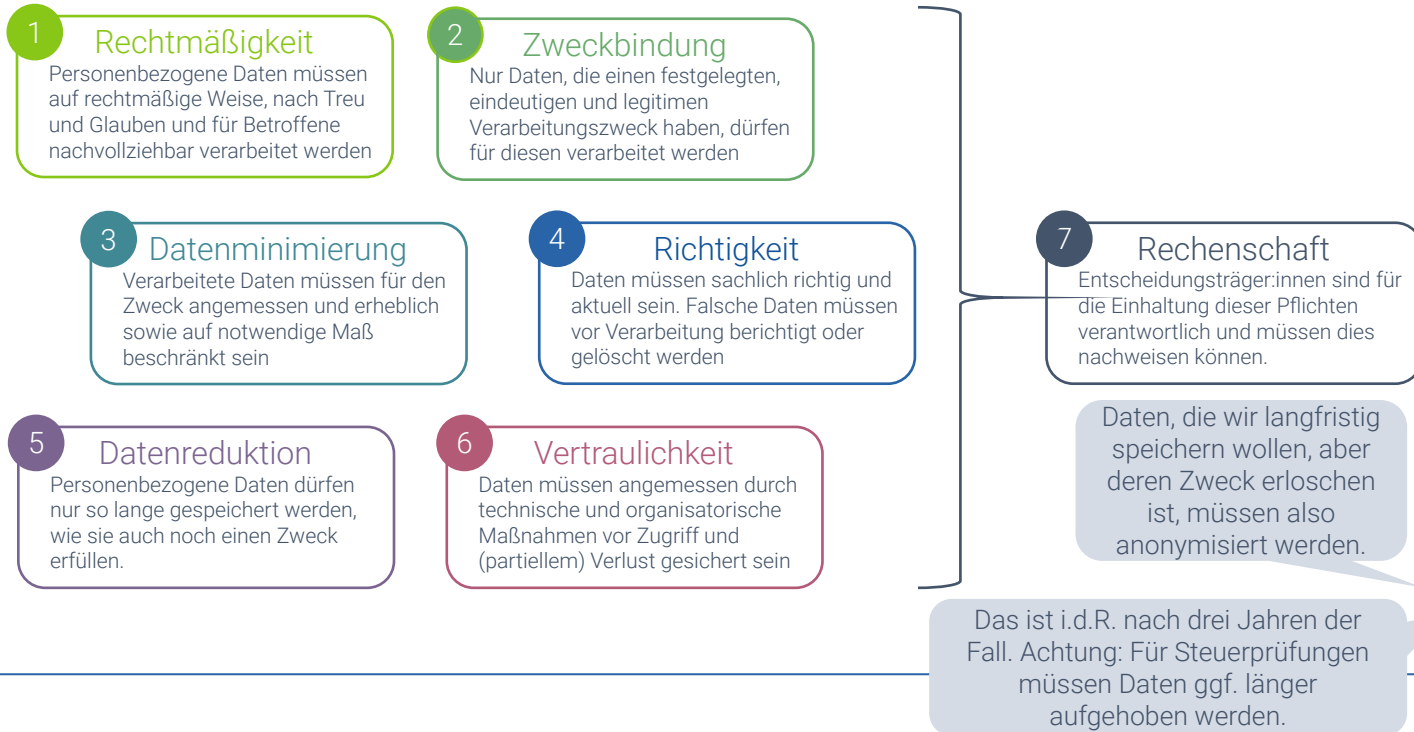 1
Rechtmäßigkeit
Personenbezogene Daten müssen
auf rechtmäßige Weise, nach Treu
und Glauben und für Betroffene
nachvollziehbar verarbeitet werden
2
Zweckbindung
Nur Daten, die einen festgelegten,
eindeutigen und legitimen
Verarbeitungszweck haben, dürfen
für diesen verarbeitet werden
3
Datenminimierung
Verarbeitete Daten müssen für den
Zweck angemessen und erheblich
sowie auf notwendige Maß
beschränkt sein
4
Richtigkeit
Daten müssen sachlich richtig und
aktuell sein. Falsche Daten müssen
vor Verarbeitung berichtigt oder
gelöscht werden
5
Datenreduktion
Personenbezogene Daten dürfen
nur so lange gespeichert werden,
wie sie auch noch einen Zweck
erfüllen.
6
Vertraulichkeit
Daten müssen angemessen durch
technische und organisatorische
Maßnahmen vor Zugriff und
(partiellem) Verlust gesichert sein
7
Rechenschaft
Entscheidungsträger:innen sind für
die Einhaltung dieser Pflichten
verantwortlich und müssen dies
nachweisen können.
Daten, die wir langfristig
speichern wollen, aber
deren Zweck erloschen
ist, müssen also
anonymisiert werden.
Das ist i.d.R. nach drei Jahren der
Fall. Achtung: Für Steuerprüfungen
müssen Daten ggf. länger
aufgehoben werden.